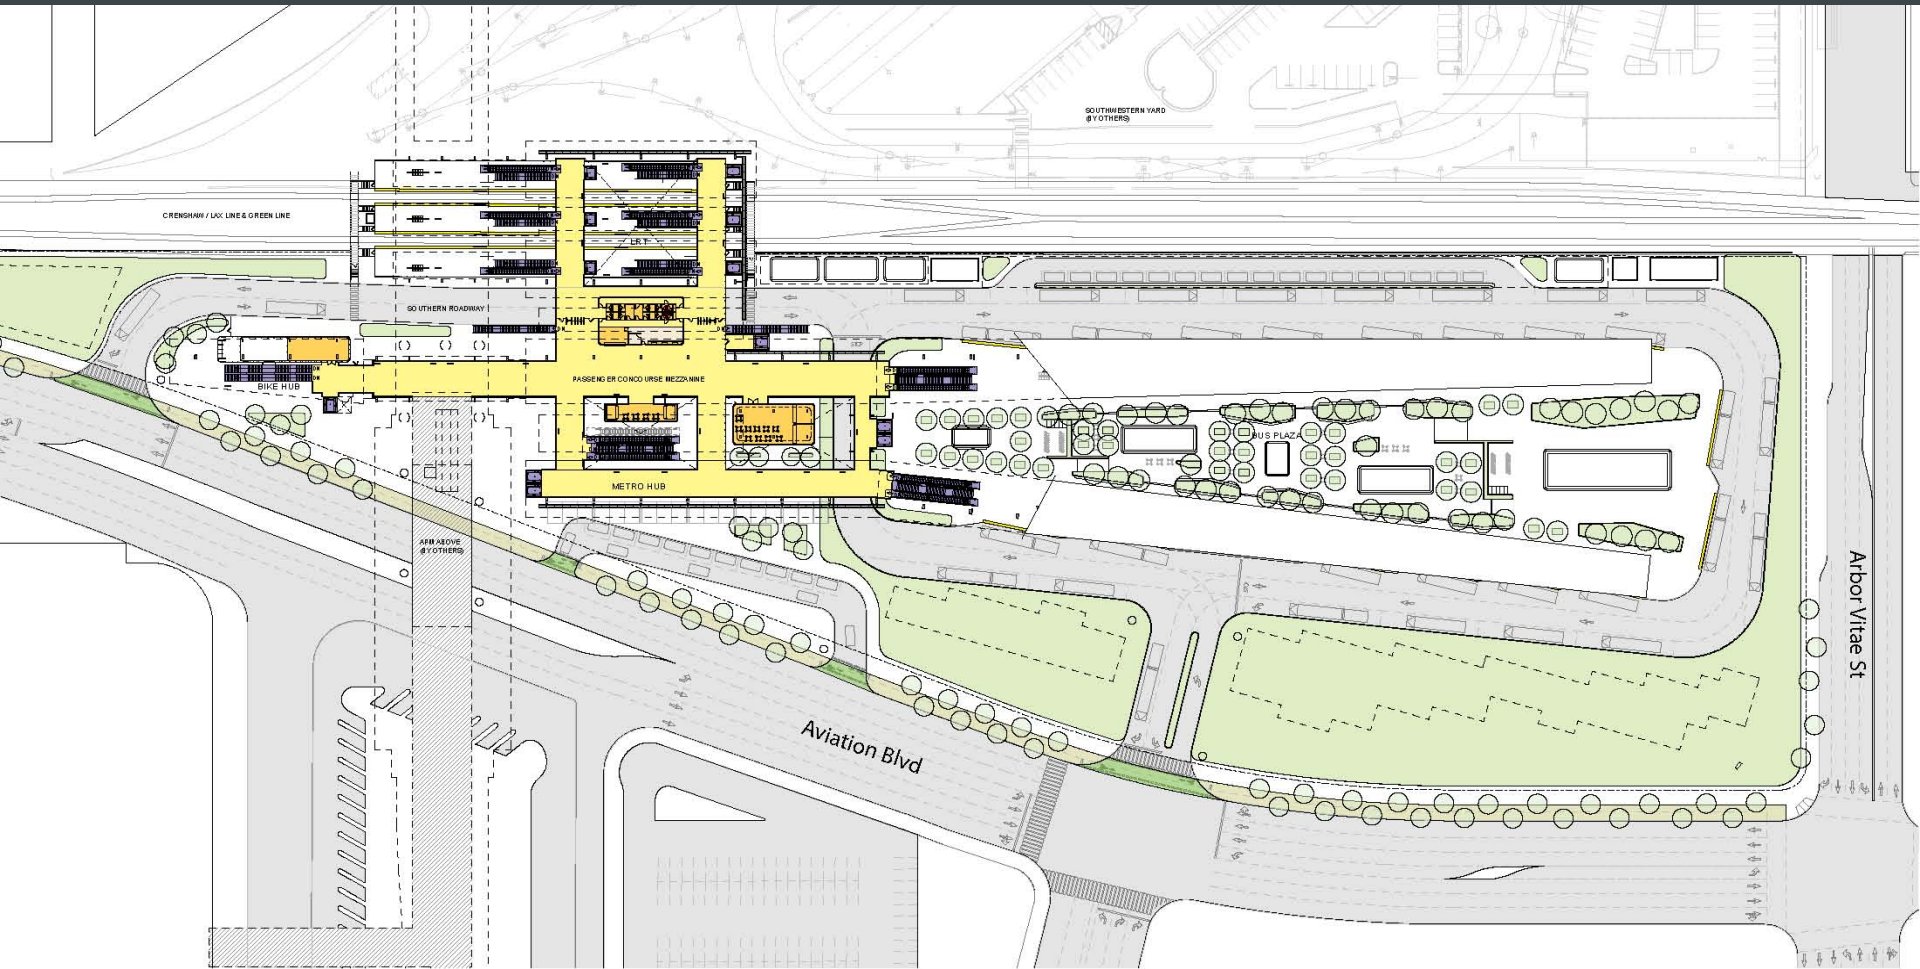 SOUTHWESTERN YARD
(BY OTHERS)
CRENSHAW / LAX LINE & GREEN LINE
LRT
SOUTHERN ROADWAY
PASSENGER CONCOURSE MEZZANINE
BIKE HUB
BUS PLAZA
METRO HUB
APM ABOVE
(BY OTHERS)
Arbor Vitae St
Aviation Blvd